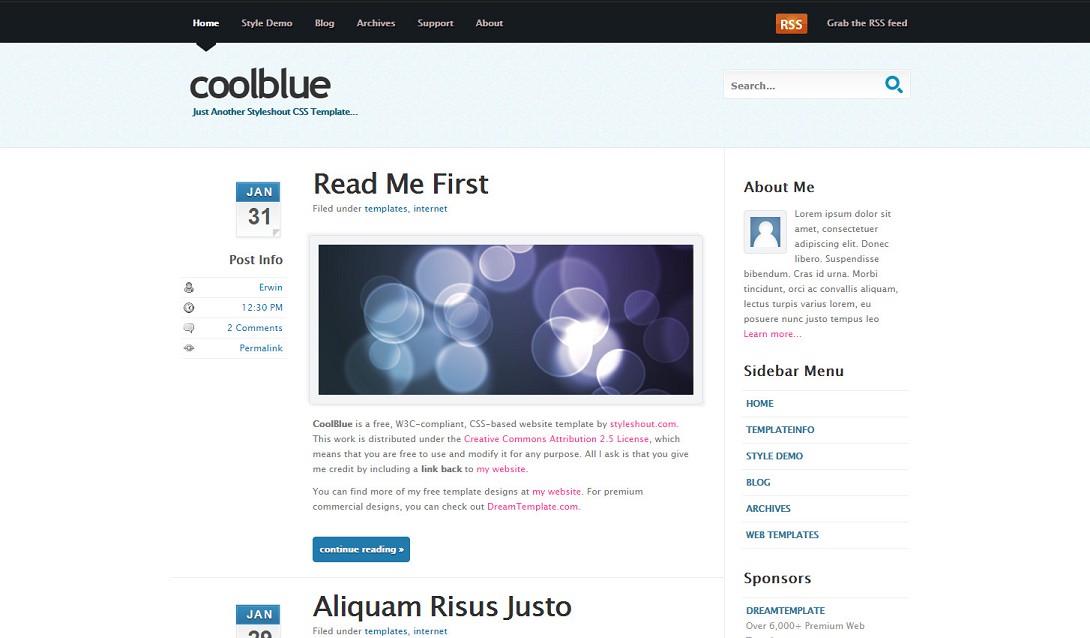 Home Style Demo Blog Archives Support About
RSS Grab the RSS feed
coolblue
Just Another Styleshout CSS Template...
Search...
JAN
31
Post Info
Erwin
12:30 PM
2 Comments
Permalink
Read Me First
Filed under templates, internet
CoolBlue is a free, W3C-compliant, CSS-based website template by styleshout.com.
This work is distributed under the Creative Commons Attribution 2.5 License, which
means that you are free to use and modify it for any purpose. All I ask is that you give
me credit by including a link back to my website.
You can find more of my free template designs at my website. For premium
commercial designs, you can check out DreamTemplate.com.
continue reading »
JAN
Aliquam Risus Justo
Filed under templates, internet
About Me
Lorem ipsum dolor sit
amet, consectetuer
adipiscing elit. Donec
libero. Suspendisse
bibendum. Cras id urna. Morbi
tincidunt, orci ac convallis aliquam,
lectus turpis varius lorem, eu
posuere nunc justo tempus leo
Learn more...
Sidebar Menu
HOME
TEMPLATEINFO
STYLE DEMO
BLOG
ARCHIVES
WEB TEMPLATES
Sponsors
DREAMTEMPLATE
Over 6,000+ Premium Web